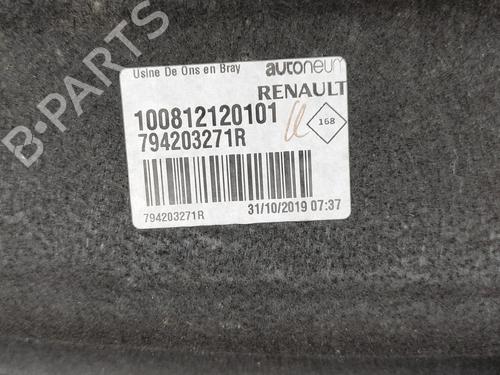 B-PARTS
Usine De Ons en Bray autoneum
RENAULT
100812120101
168
794203271R
794203271R 31/10/2019 07:37